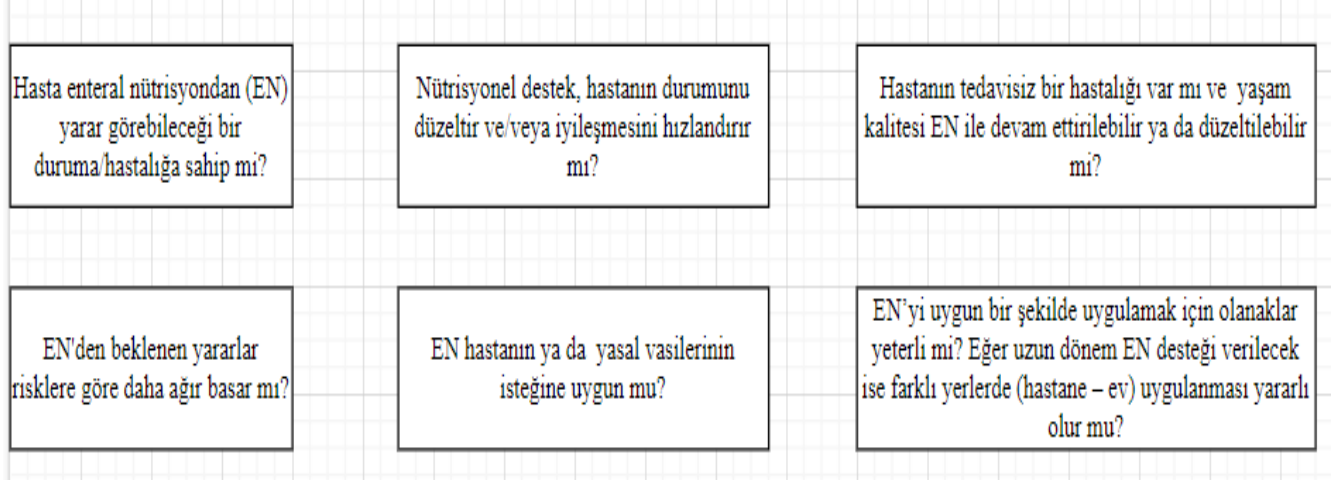 Hasta enteral nütrisyondan (EN)
yarar görebileceği bir
duruma/hastalığa sahip mi?
Nütrisyonel destek, hastanın durumunu
düzeltir ve/veya iyileşmesini hızlandırır
mı?
Hastanın tedavisiz bir hastalığı var mı ve yaşam
kalitesi EN ile devam ettirilebilir ya da düzeltilebilir
mi?
EN'den beklenen yararlar
risklere göre daha ağır basar mı?
EN hastanın ya da yasal vasilerinin
isteğine uygun mu?
EN’yi uygun bir şekilde uygulamak için olanaklar
yeterli mi? Eğer uzun dönem EN desteği verilecek
ise farklı yerlerde (hastane – ev) uygulanması yararlı
olur mu?